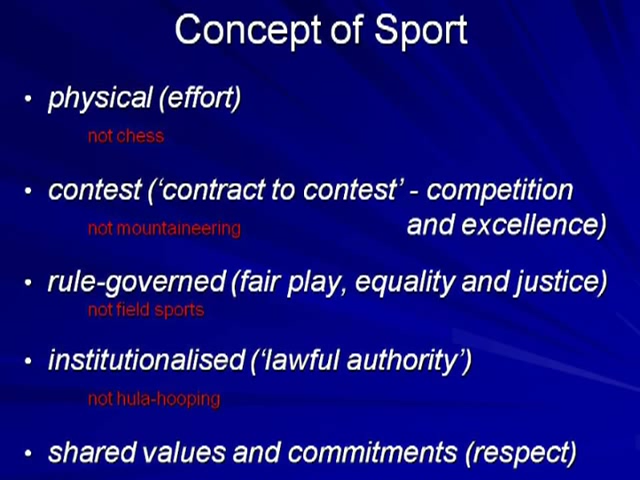 Concept of Sport
• physical (effort)
not chess
• contest (‘contract to contest’ - competition
not mountaineering and excellence)
• rule-governed (fair play, equality and justice)
not field sports
• institutionalised (‘lawful authority’)
not hula-hooping
• shared values and commitments (respect)